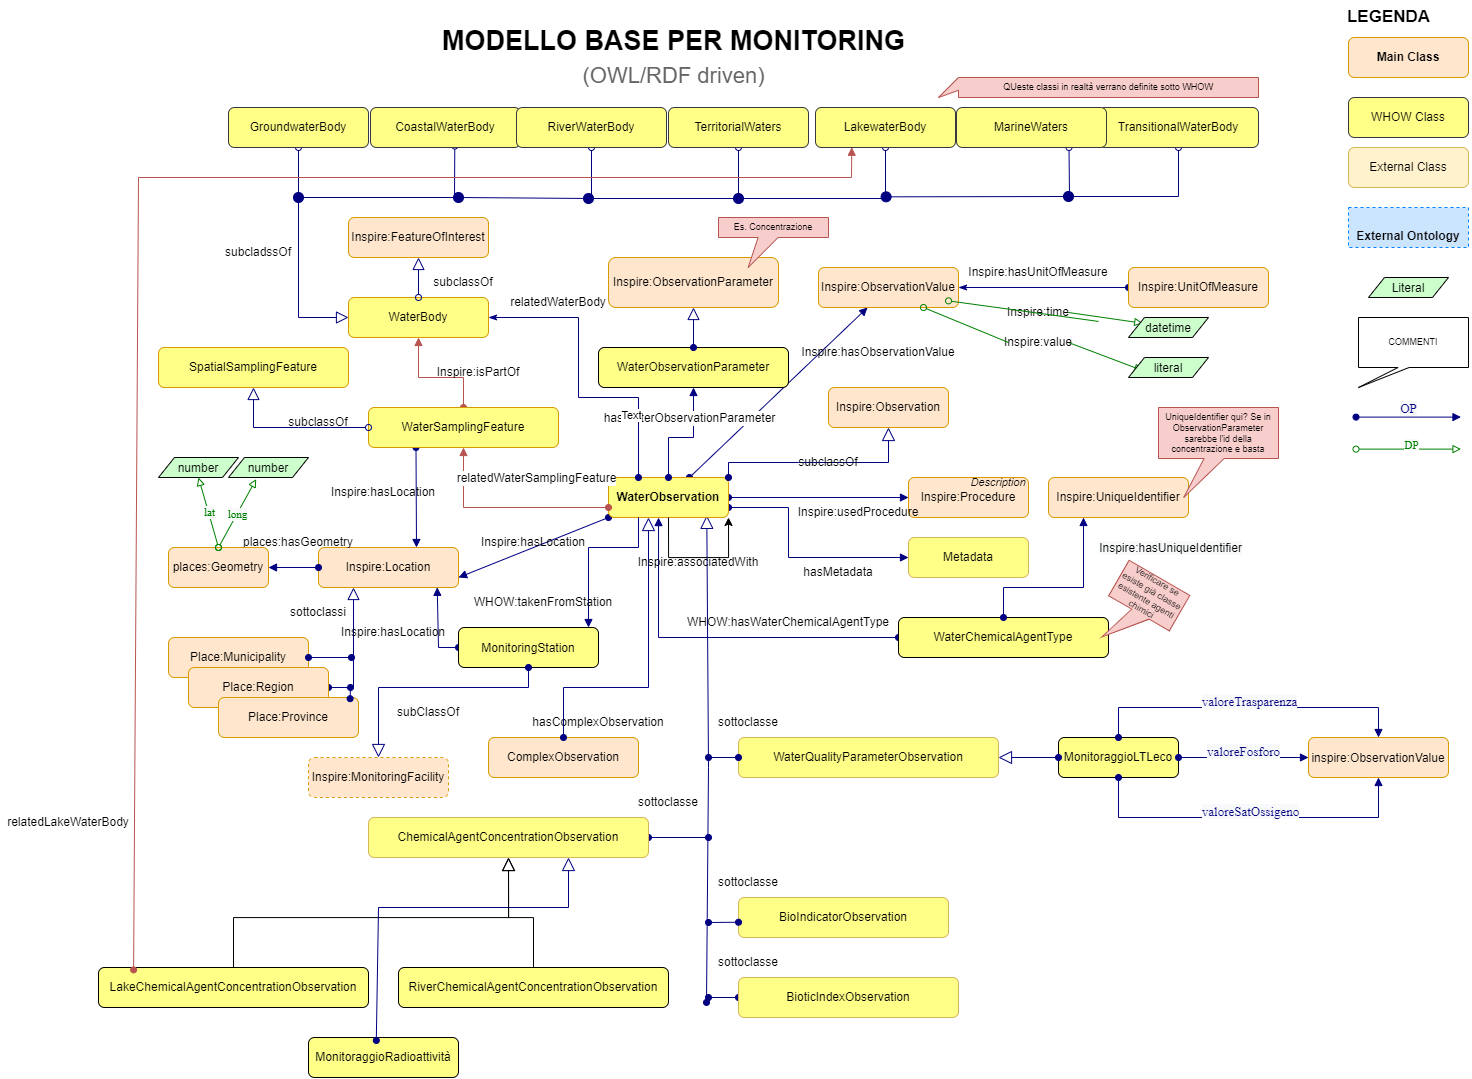 LEGENDA
MODELLO BASE PER MONITORING
(OWL/RDF driven)
Main Class
WHOW Class
External Class
External Ontology
Literal
COMMENTI
OP
DP
QUeste classi in realtà verrano definite sotto WHOW
GroundwaterBody
CoastalWaterBody
RiverWaterBody
TerritorialWaters
LakewaterBody
MarineWaters
TransitionalWaterBody
subcladssOf
Inspire:FeatureOfInterest
subclassOf
WaterBody
relatedWaterBody
Es. Concentrazione
Inspire:ObservationParameter
Inspire:ObservationValue
Inspire:hasUnitOfMeasure
Inspire:UnitOfMeasure
Inspire:time
datetime
Inspire:value
literal
Inspire:hasObservationValue
SpatialSamplingFeature
Inspire:isPartOf
WaterObservationParameter
subclassOf
WaterSamplingFeature
Text
hasWaterObservationParameter
Inspire:Observation
subclassOf
UniqueIdentifier qui? Se in
ObservationParameter
sarebbe l'id della
concentrazione e basta
number
number
lat
long
Inspire:hasLocation
relatedWaterSamplingFeature
WaterObservation
Description
Inspire:Procedure
Inspire:usedProcedure
Inspire:UniqueIdentifier
places:hasGeometry
places:Geometry
Inspire:Location
Inspire:hasLocation
Inspire:associatedWith
hasMetadata
Metadata
Inspire:hasUniqueIdentifier
Verificare se
esiste già classe
esistente agenti
chimici
sottoclassi
WHOW:takenFromStation
Inspire:hasLocation
MonitoringStation
WHOW:hasWaterChemicalAgentType
WaterChemicalAgentType
Place:Municipality
Place:Region
Place:Province
subClassOf
hasComplexObservation
Inspire:MonitoringFacility
ComplexObservation
sottoclasse
WaterQualityParameterObservation
MonitoraggioLTLeco
valoreTrasparenza
valoreFosforo
valoreSatOssigeno
inspire:ObservationValue
relatedLakeWaterBody
sottoclasse
ChemicalAgentConcentrationObservation
sottoclasse
BioIndicatorObservation
sottoclasse
BioticIndexObservation
LakeChemicalAgentConcentrationObservation
RiverChemicalAgentConcentrationObservation
MonitoraggioRadioattività